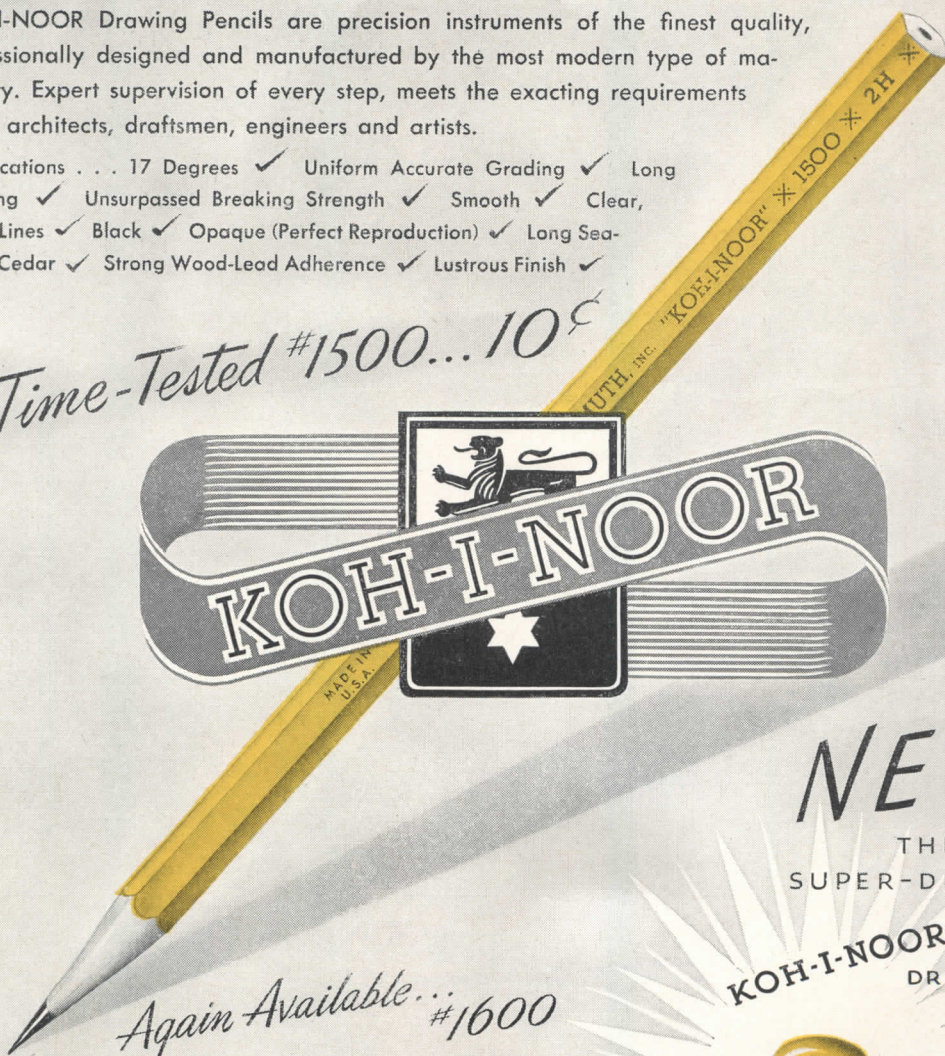 I-NOOR Drawing Pencils are precision instruments of the finest quality,
ssionally designed and manufactured by the most modern type of ma-
y. Expert supervision of every step, meets the exacting requirements
architects, draftsmen, engineers and artists.
cations . . . 17 Degrees ✓ Uniform Accurate Grading ✓ Long
ng ✓ Unsurpassed Breaking Strength ✓ Smooth ✓ Clear,
Lines ✓ Black ✓ Opaque (Perfect Reproduction) ✓ Long Sea-
Cedar ✓ Strong Wood-Lead Adherence ✓ Lustrous Finish ✓
Time-Tested #1500... 10¢
MUTH, INC. "KOH-I-NOOR" ※ 1500 ※ 2H ※
KOH-I-NOOR
MADE IN
U.S.A.
NE
TH
SUPER-D
KOH-I-NOOR
DR
Again Available...
#1600